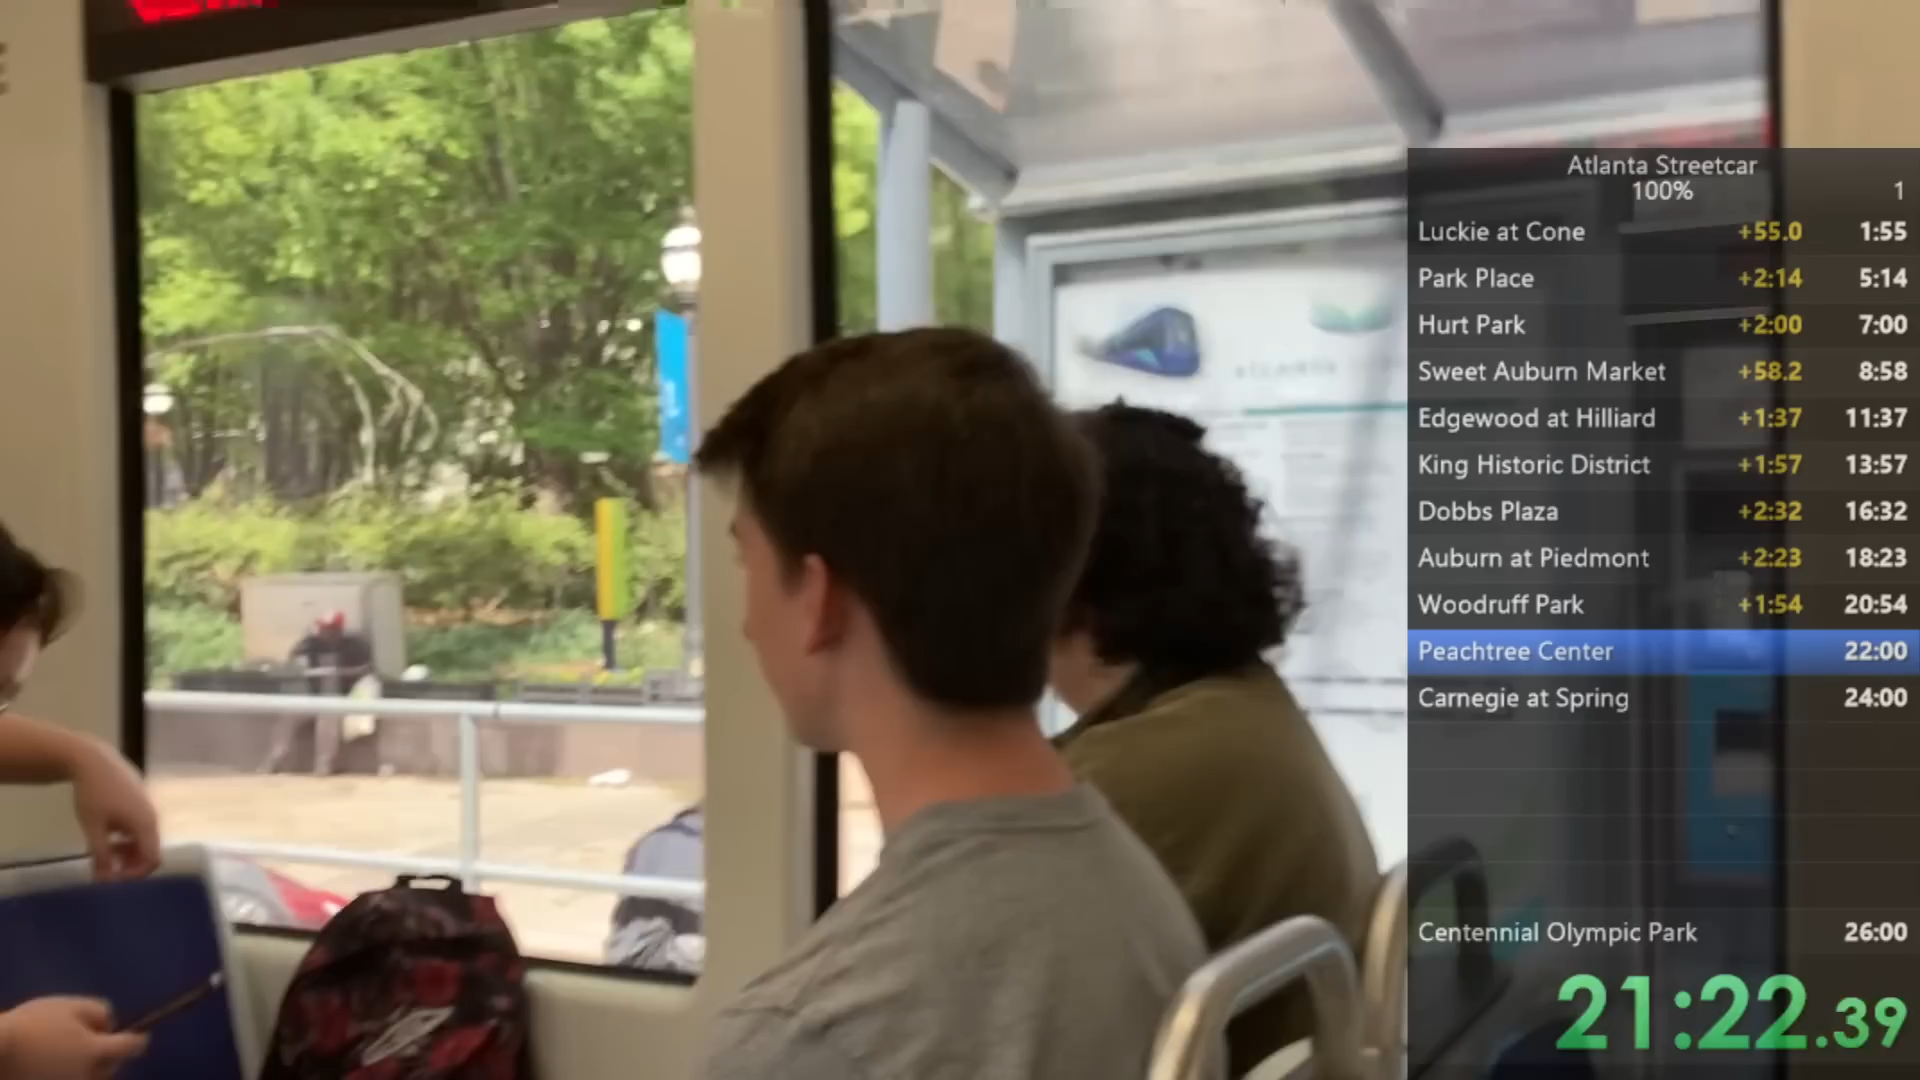 Atlanta Streetcar
100% 1
Luckie at Cone +55.0 1:55
Park Place +2:14 5:14
Hurt Park +2:00 7:00
Sweet Auburn Market +58.2 8:58
Edgewood at Hilliard +1:37 11:37
King Historic District +1:57 13:57
Dobbs Plaza +2:32 16:32
Auburn at Piedmont +2:23 18:23
Woodruff Park +1:54 20:54
Peachtree Center 22:00
Carnegie at Spring 24:00
Centennial Olympic Park 26:00
21:22.39
ATLANTA